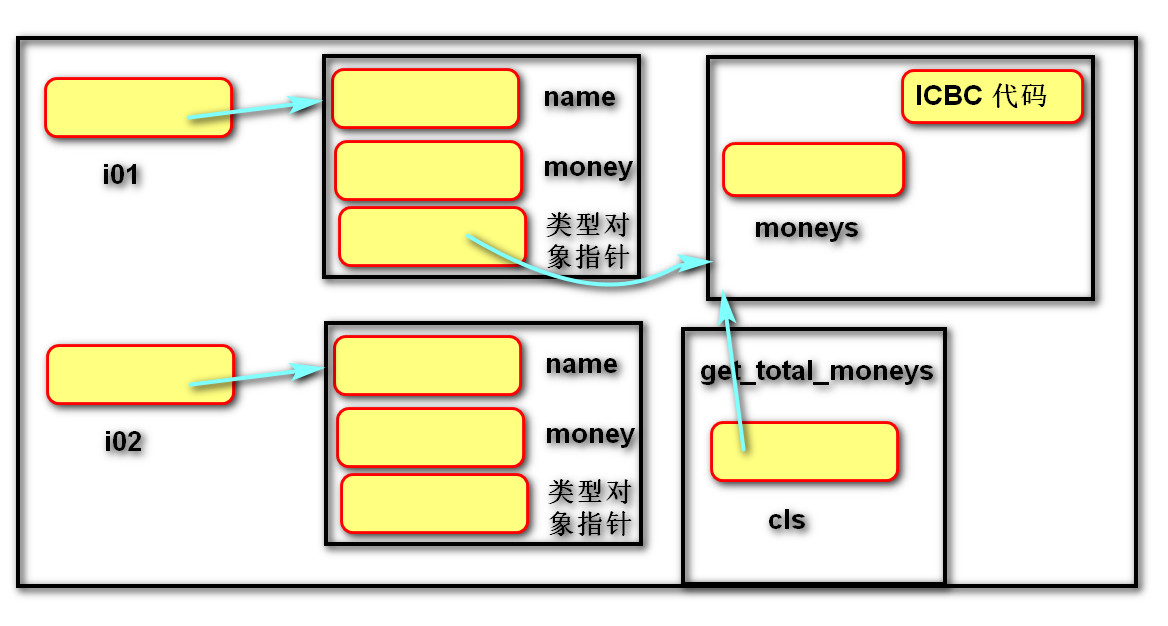 i01
name
money
类型对
象指针
ICBC 代码
moneys
i02
name
money
类型对
象指针
get_total_moneys
cls